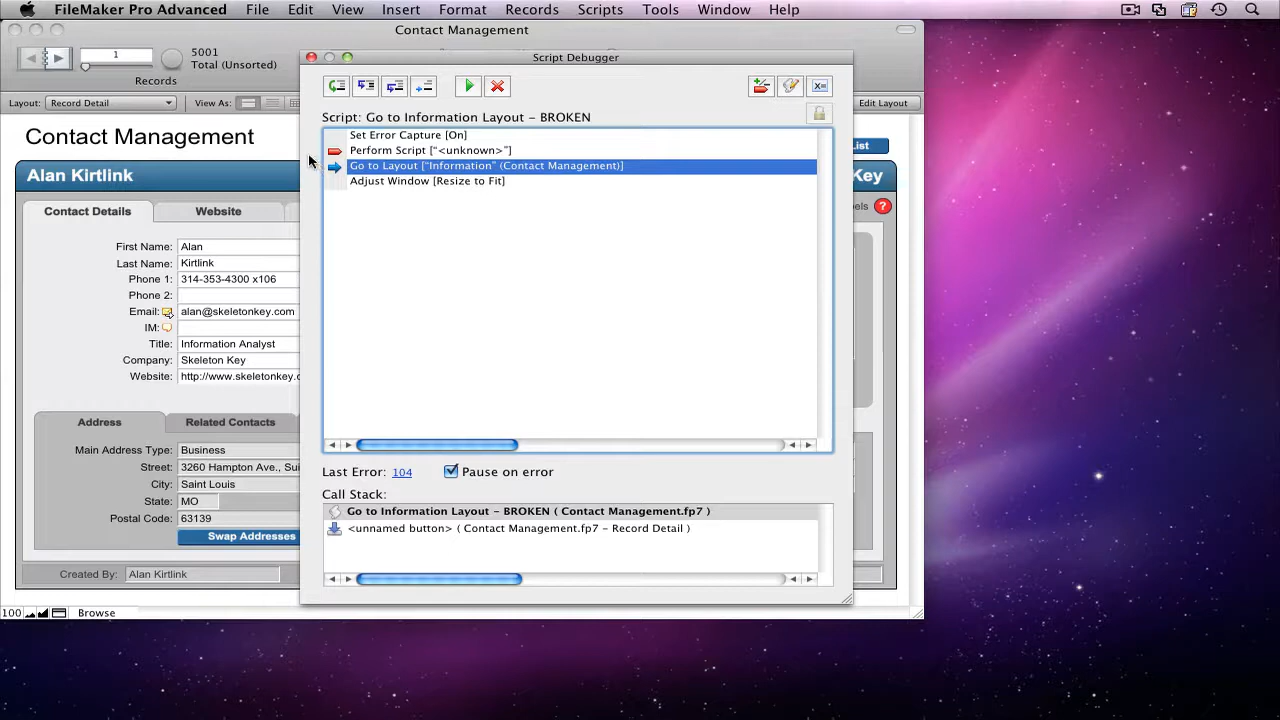 FileMaker Pro Advanced File Edit View Insert Format Records Scripts Tools Window Help
Contact Management
1
5001
Total (Unsorted)
Records
Layout: Record Detail View As: Edit Layout
Script Debugger
Script: Go to Information Layout – BROKEN
Set Error Capture [On]
Perform Script ["<unknown>"]
Go to Layout ["Information" (Contact Management)]
Adjust Window [Resize to Fit]
Last Error: 104 Pause on error
Call Stack:
Go to Information Layout – BROKEN ( Contact Management.fp7 )
<unnamed button> ( Contact Management.fp7 – Record Detail )
Contact Management
Alan Kirtlink
Key
Contact Details Website
First Name: Alan
Last Name: Kirtlink
Phone 1: 314-353-4300 x106
Phone 2:
Email: alan@skeletonkey.com
IM:
Title: Information Analyst
Company: Skeleton Key
Website: http://www.skeletonkey.c
Address Related Contacts
Main Address Type: Business
Street: 3260 Hampton Ave., Sui
City: Saint Louis
State: MO
Postal Code: 63139
Swap Addresses
Created By: Alan Kirtlink
100 Browse